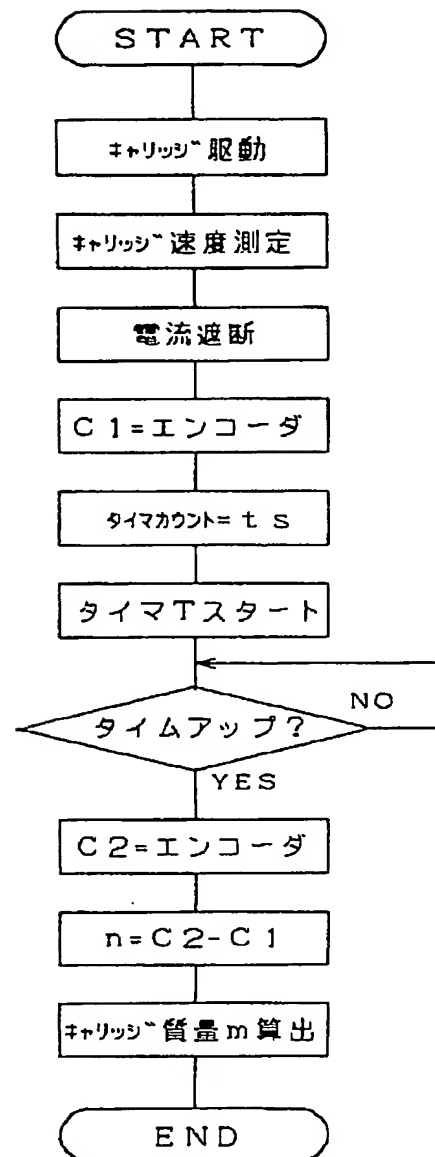 START
キャリッジ駆動
キャリッジ速度測定
電流遮断
C1=エンコーダ
タイマカウント=ts
タイマTスタート
タイムアップ?
NO
YES
C2=エンコーダ
n=C2-C1
キャリッジ質量m算出
END